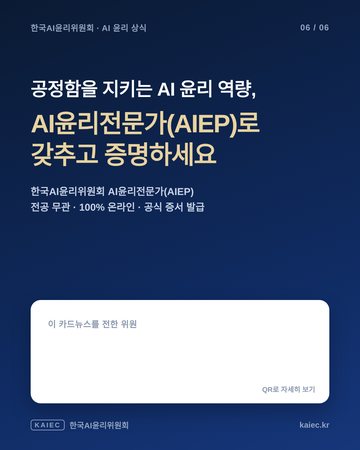 한국AI윤리위원회 · AI 윤리 상식
06 / 06
공정함을 지키는 AI 윤리 역량,
AI윤리전문가(AIEP)로
갖추고 증명하세요
한국AI윤리위원회 AI윤리전문가(AIEP)
전공 무관 · 100% 온라인 · 공식 증서 발급
이 카드뉴스를 전한 위원
QR로 자세히 보기
KAIEC 한국AI윤리위원회
kaiec.kr